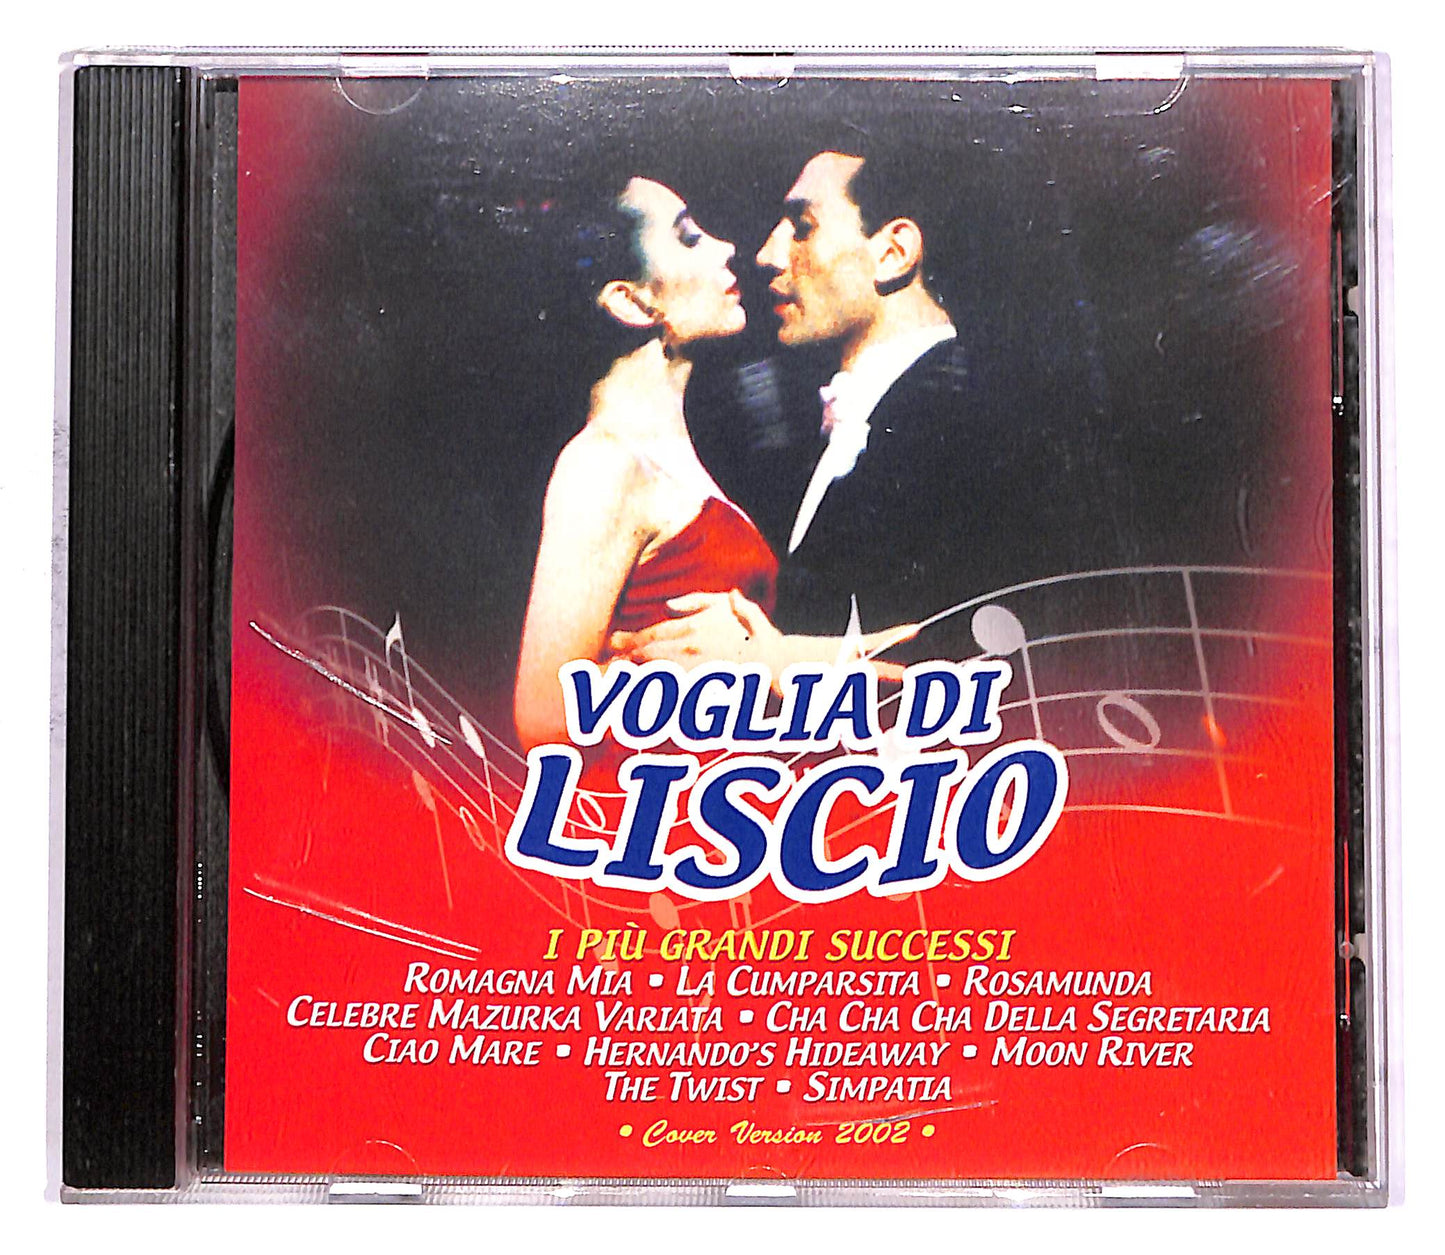 VOGLIA DI
LISCIO
I PIÙ GRANDI SUCCESSI
ROMAGNA MIA • LA CUMPARSITA • ROSAMUNDA
CELEBRE MAZURKA VARIATA • CHA CHA CHA DELLA SEGRETARIA
CIAO MARE • HERNANDO'S HIDEAWAY • MOON RIVER
THE TWIST • SIMPATIA
• Cover Version 2002 •